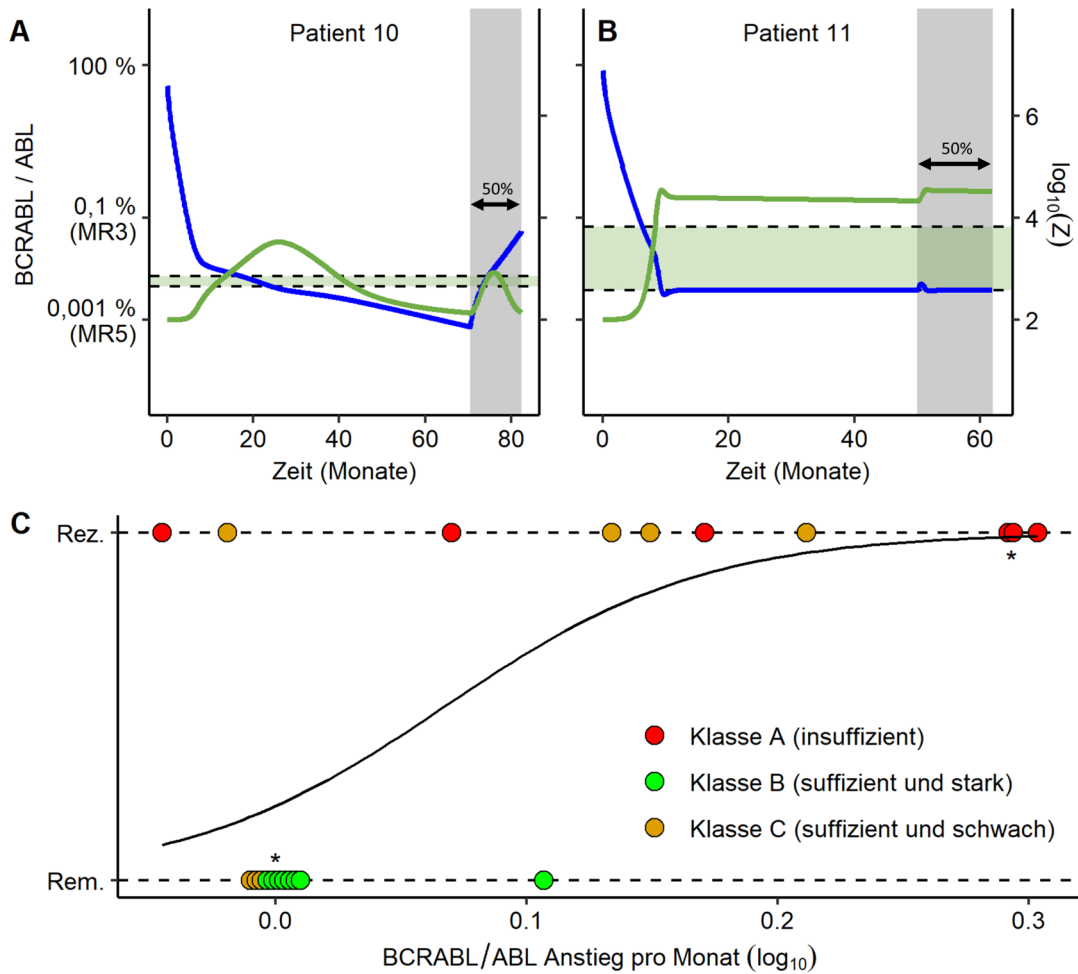 A
Patient 10
B
Patient 11
BCRABL / ABL
100 %
0,1 %
(MR3)
0,001 %
(MR5)
50%
50%
6
4
2
log10(Z)
0 20 40 60 80
0 20 40 60
Zeit (Monate)
Zeit (Monate)
C
Rez.
*
Klasse A (insuffizient)
Klasse B (suffizient und stark)
Klasse C (suffizient und schwach)
*
Rem.
0.0 0.1 0.2 0.3
BCRABL/ABL Anstieg pro Monat (log10)